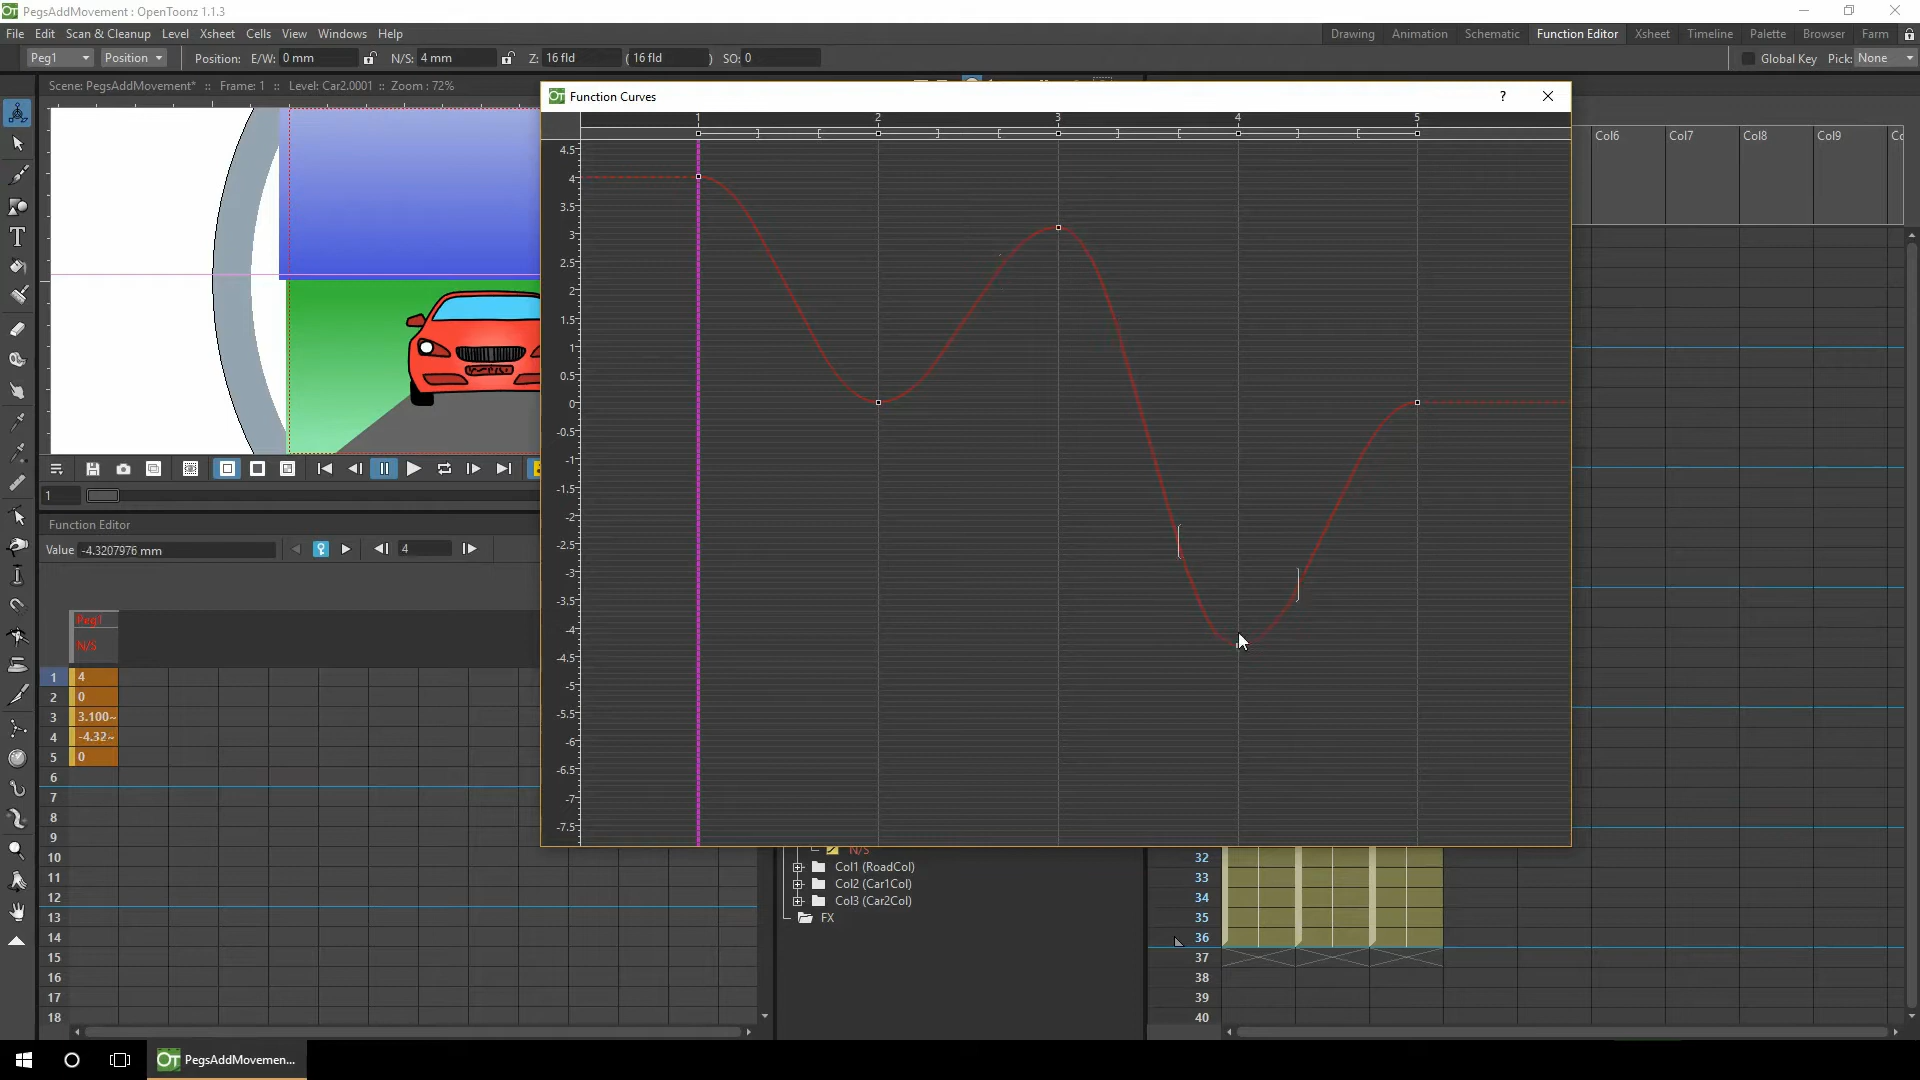 PegsAddMovement : OpenToonz 1.1.3
File Edit Scan & Cleanup Level Xsheet Cells View Windows Help
Drawing Animation Schematic Function Editor Xsheet Timeline Palette Browser Farm
Peg1 Position Position: E/W: 0 mm N/S: 4 mm Z: 16 fld ( 16 fld ) SO: 0
Global Key Pick: None
Scene: PegsAddMovement* :: Frame: 1 :: Level: Car2.0001 :: Zoom : 72%
Function Curves
?
1 2 3 4 5
4.5
4
3.5
3
2.5
2
1.5
1
0.5
0
-0.5
-1
-1.5
-2
-2.5
-3
-3.5
-4
-4.5
-5
-5.5
-6
-6.5
-7
-7.5
Col6 Col7 Col8 Col9
1
Function Editor
Value -4.3207976 mm 4
Peg1
N/S
1 4
2 0
3 3.100~
4 -4.32~
5 0
6
7
8
9
10
11
12
13
14
15
16
17
18
N/S
Col1 (RoadCol)
Col2 (Car1Col)
Col3 (Car2Col)
FX
32
33
34
35
36
37
38
39
40
PegsAddMovemen...